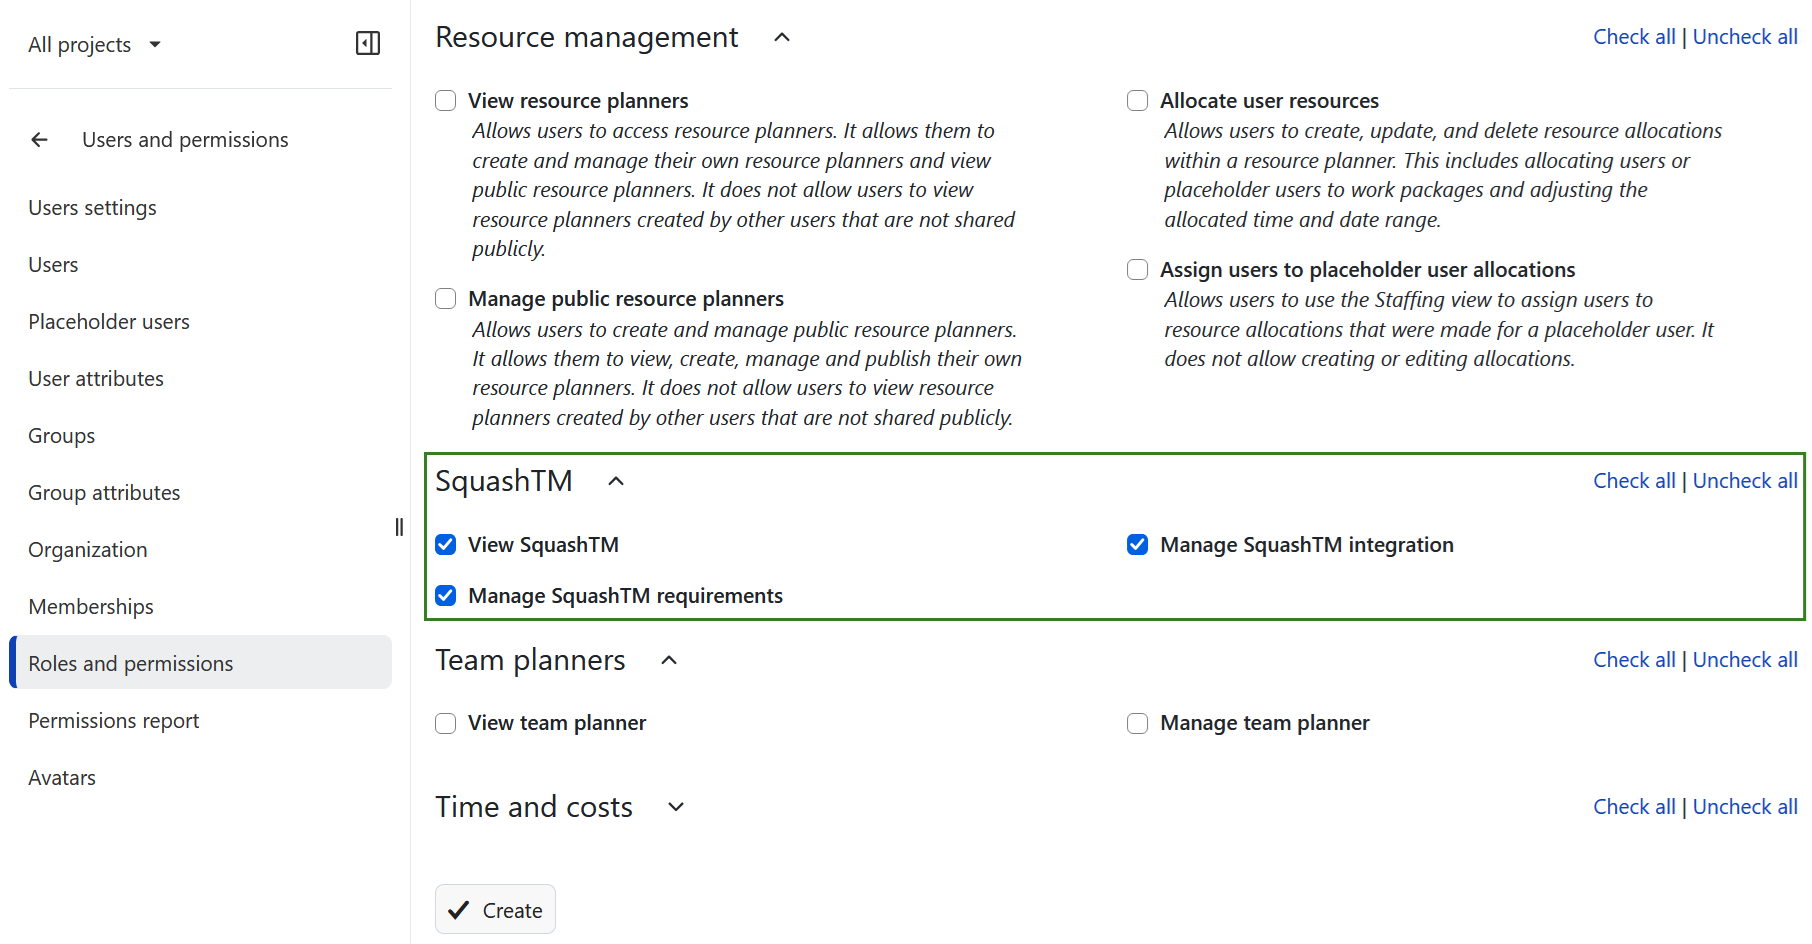 All projects
Users and permissions
Users settings
Users
Placeholder users
User attributes
Groups
Group attributes
Organization
Memberships
Roles and permissions
Permissions report
Avatars
Resource management
Check all | Uncheck all
View resource planners
Allows users to access resource planners. It allows them to
create and manage their own resource planners and view
public resource planners. It does not allow users to view
resource planners created by other users that are not shared
publicly.
Manage public resource planners
Allows users to create and manage public resource planners.
It allows them to view, create, manage and publish their own
resource planners. It does not allow users to view resource
planners created by other users that are not shared publicly.
Allocate user resources
Allows users to create, update, and delete resource allocations
within a resource planner. This includes allocating users or
placeholder users to work packages and adjusting the
allocated time and date range.
Assign users to placeholder user allocations
Allows users to use the Staffing view to assign users to
resource allocations that were made for a placeholder user. It
does not allow creating or editing allocations.
SquashTM
Check all | Uncheck all
View SquashTM
Manage SquashTM integration
Manage SquashTM requirements
Team planners
Check all | Uncheck all
View team planner
Manage team planner
Time and costs
Check all | Uncheck all
Create